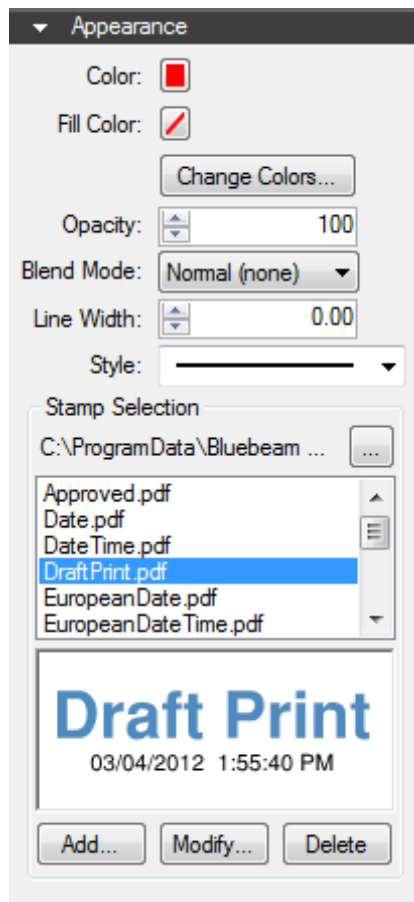 Appearance
Color:
Fill Color:
Change Colors...
Opacity: 100
Blend Mode: Normal (none)
Line Width: 0.00
Style:
Stamp Selection
C:\ProgramData\Bluebeam ... ...
Approved.pdf
Date.pdf
DateTime.pdf
DraftPrint.pdf
EuropeanDate.pdf
EuropeanDateTime.pdf
Draft Print
03/04/2012 1:55:40 PM
Add... Modify... Delete